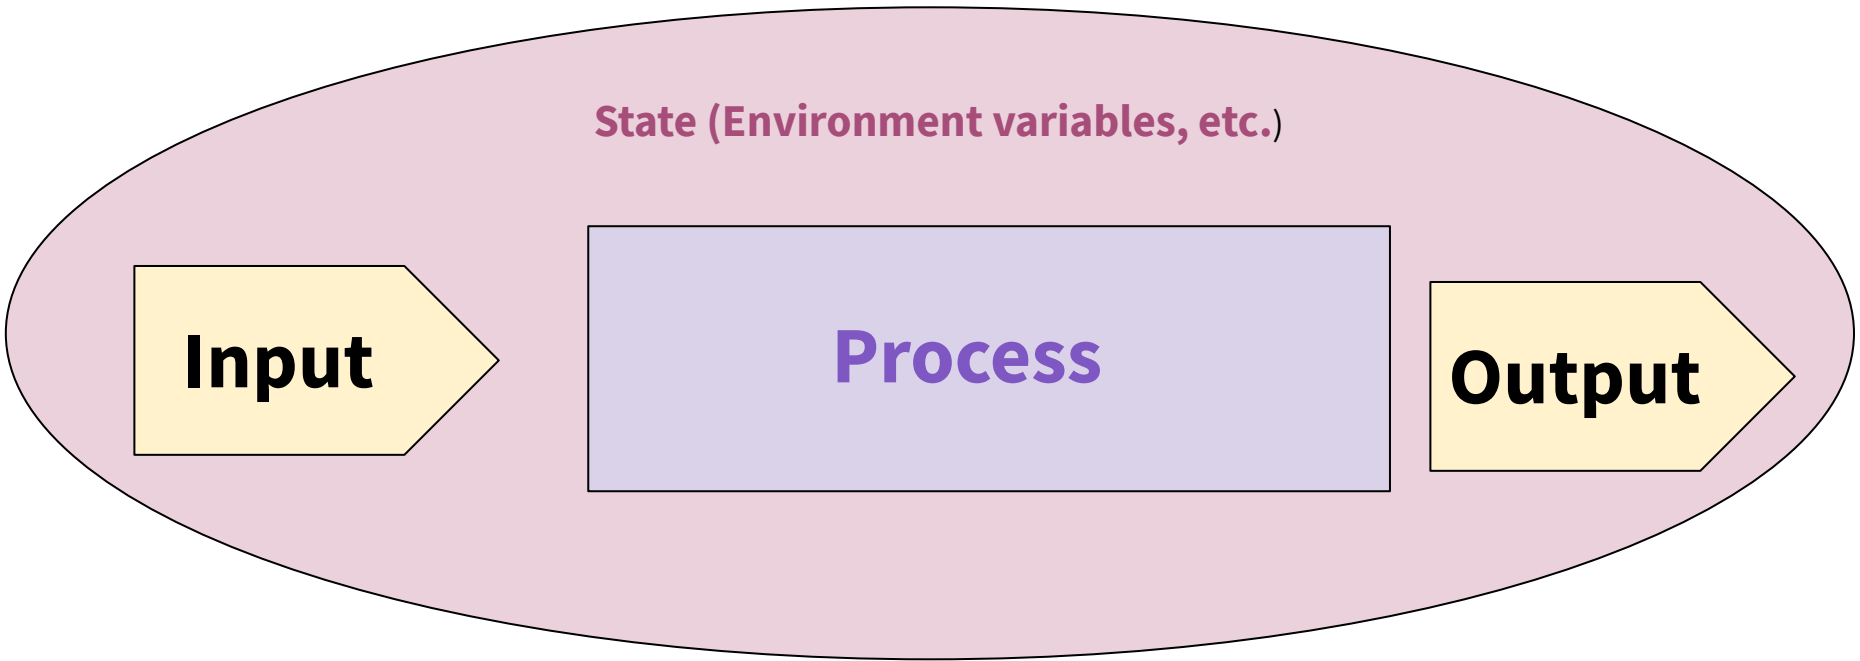 State (Environment variables, etc.)
Input
Process
Output